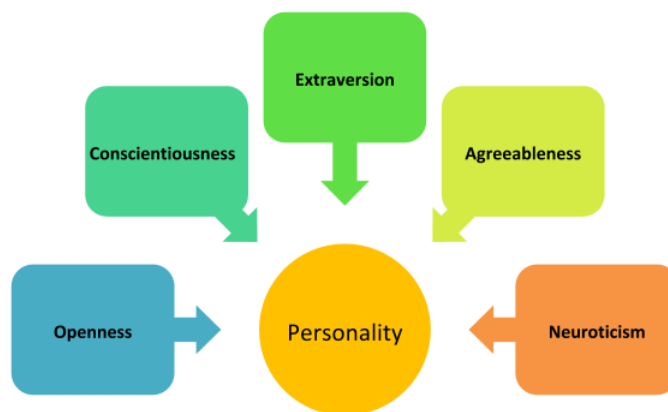 Extraversion
Conscientiousness
Agreeableness
Openness
Personality
Neuroticism